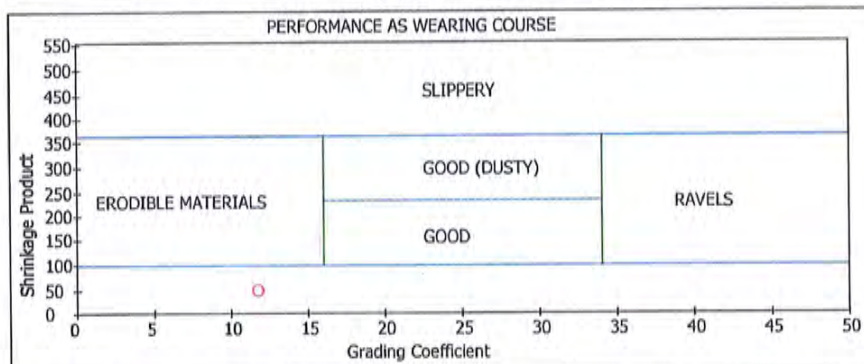 PERFORMANCE AS WEARING COURSE
550
500
450
400
350
300
250
200
150
100
50
0
Shrinkage Product
SLIPPERY
GOOD (DUSTY)
ERODIBLE MATERIALS
RAVELS
GOOD
0 5 10 15 20 25 30 35 40 45 50
Grading Coefficient